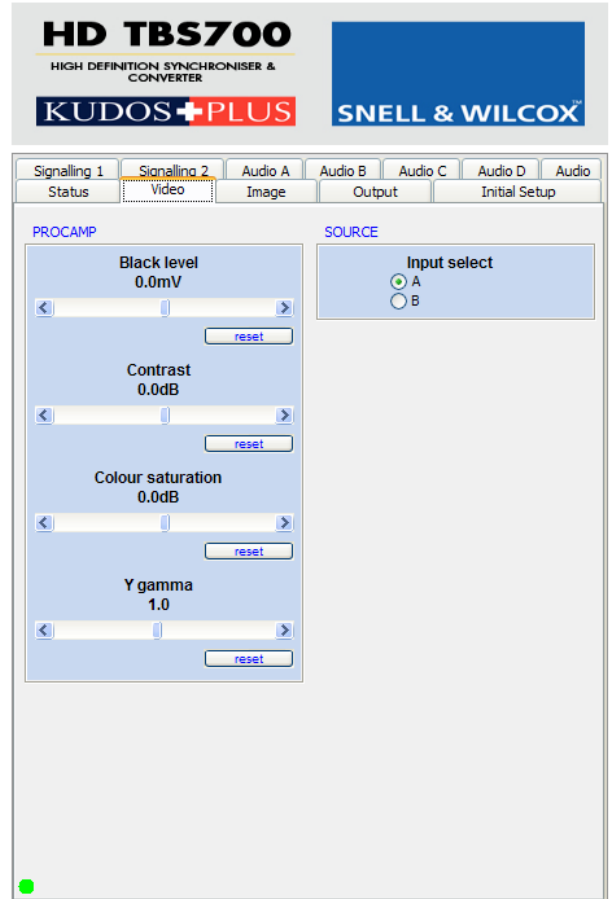 HD TBS700
HIGH DEFINITION SYNCHRONISER &
CONVERTER
KUDOS PLUS
SNELL & WILCOX™
Signalling 1 Signalling 2 Audio A Audio B Audio C Audio D Audio
Status Video Image Output Initial Setup
PROCAMP
Black level
0.0mV
reset
Contrast
0.0dB
reset
Colour saturation
0.0dB
reset
Y gamma
1.0
reset
SOURCE
Input select
A
B